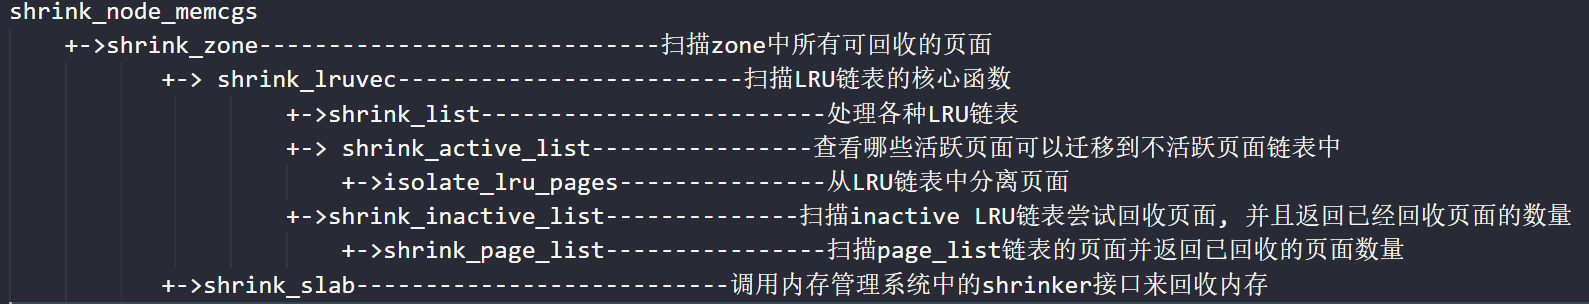 shrink_node_memcgs
+->shrink_zone-----------------------------扫描zone中所有可回收的页面
+-> shrink_lruvec-------------------------扫描LRU链表的核心函数
+->shrink_list-------------------------处理各种LRU链表
+-> shrink_active_list----------------查看哪些活跃页面可以迁移到不活跃页面链表中
+->isolate_lru_pages---------------从LRU链表中分离页面
+->shrink_inactive_list--------------扫描inactive LRU链表尝试回收页面, 并且返回已经回收页面的数量
+->shrink_page_list----------------扫描page_list链表的页面并返回已回收的页面数量
+->shrink_slab---------------------------调用内存管理系统中的shrinker接口来回收内存